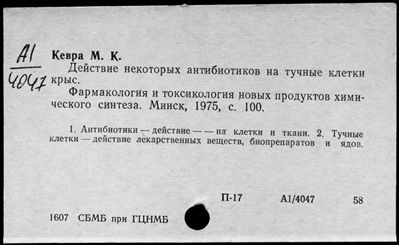 А1
4047
Кевра М. К.
Действие некоторых антибиотиков на тучные клетки
крыс.
Фармакология и токсикология новых продуктов хими-
ческого синтеза. Минск, 1975, с. 100.
1. Антибиотики — действие — — на клетки и ткани. 2. Тучные
клетки — действие лекарственных веществ, биопрепаратов и ядов.
П-17 А1/4047 58
1607 СБМБ при ГЦНМБ